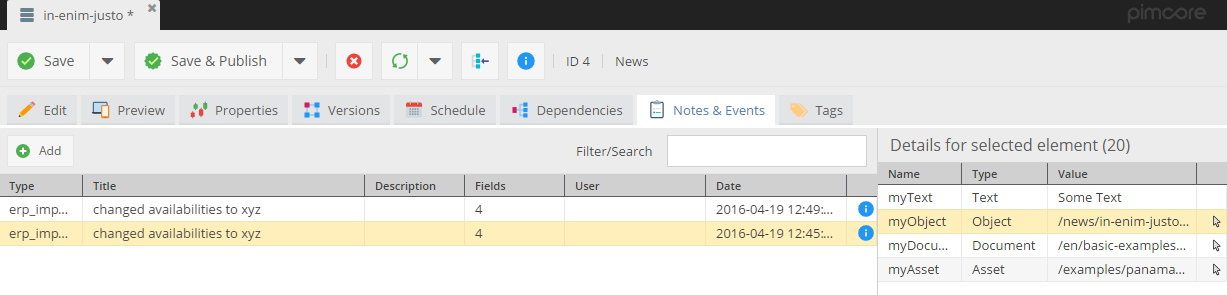 in-enim-justo *
pimcore
Save
Save & Publish
ID 4
News
Edit
Preview
Properties
Versions
Schedule
Dependencies
Notes & Events
Tags
Add
Filter/Search
Type Title Description Fields User Date
erp_imp... changed availabilities to xyz 4 2016-04-19 12:49:...
erp_imp... changed availabilities to xyz 4 2016-04-19 12:45:...
Details for selected element (20)
Name Type Value
myText Text Some Text
myObject Object /news/in-enim-justo...
myDocu... Document /en/basic-examples...
myAsset Asset /examples/panama...